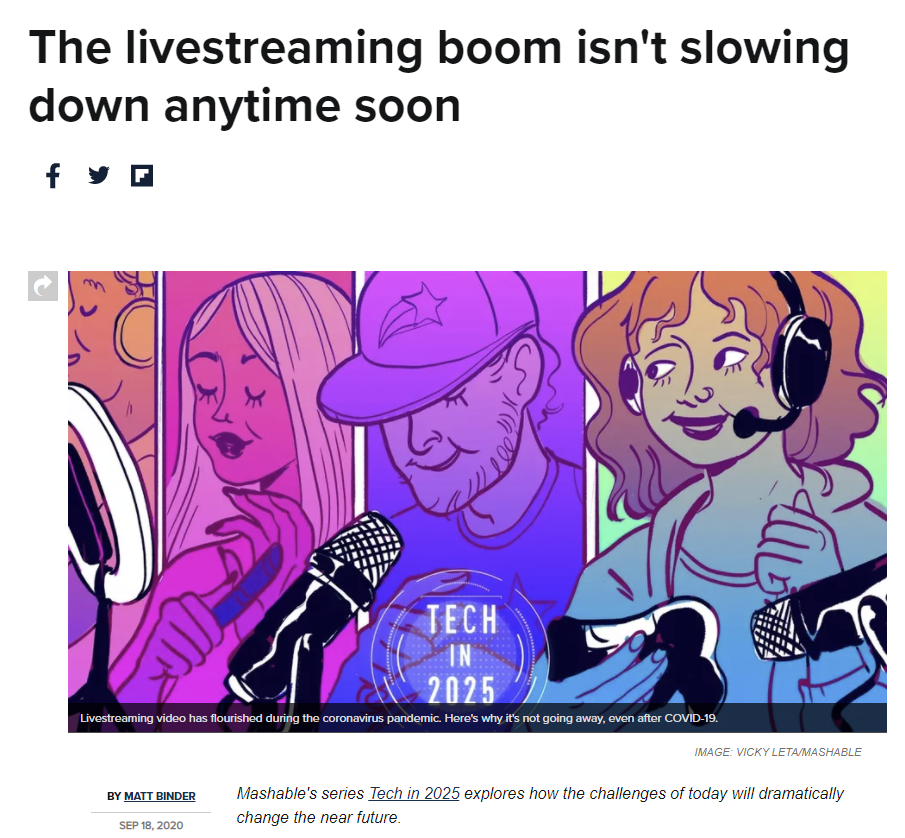 The livestreaming boom isn't slowing
down anytime soon
TECH
IN
2025
Livestreaming video has flourished during the coronavirus pandemic. Here's why it's not going away, even after COVID-19.
IMAGE: VICKY LETA/MASHABLE
BY MATT BINDER
SEP 18, 2020
Mashable's series Tech in 2025 explores how the challenges of today will dramatically
change the near future.